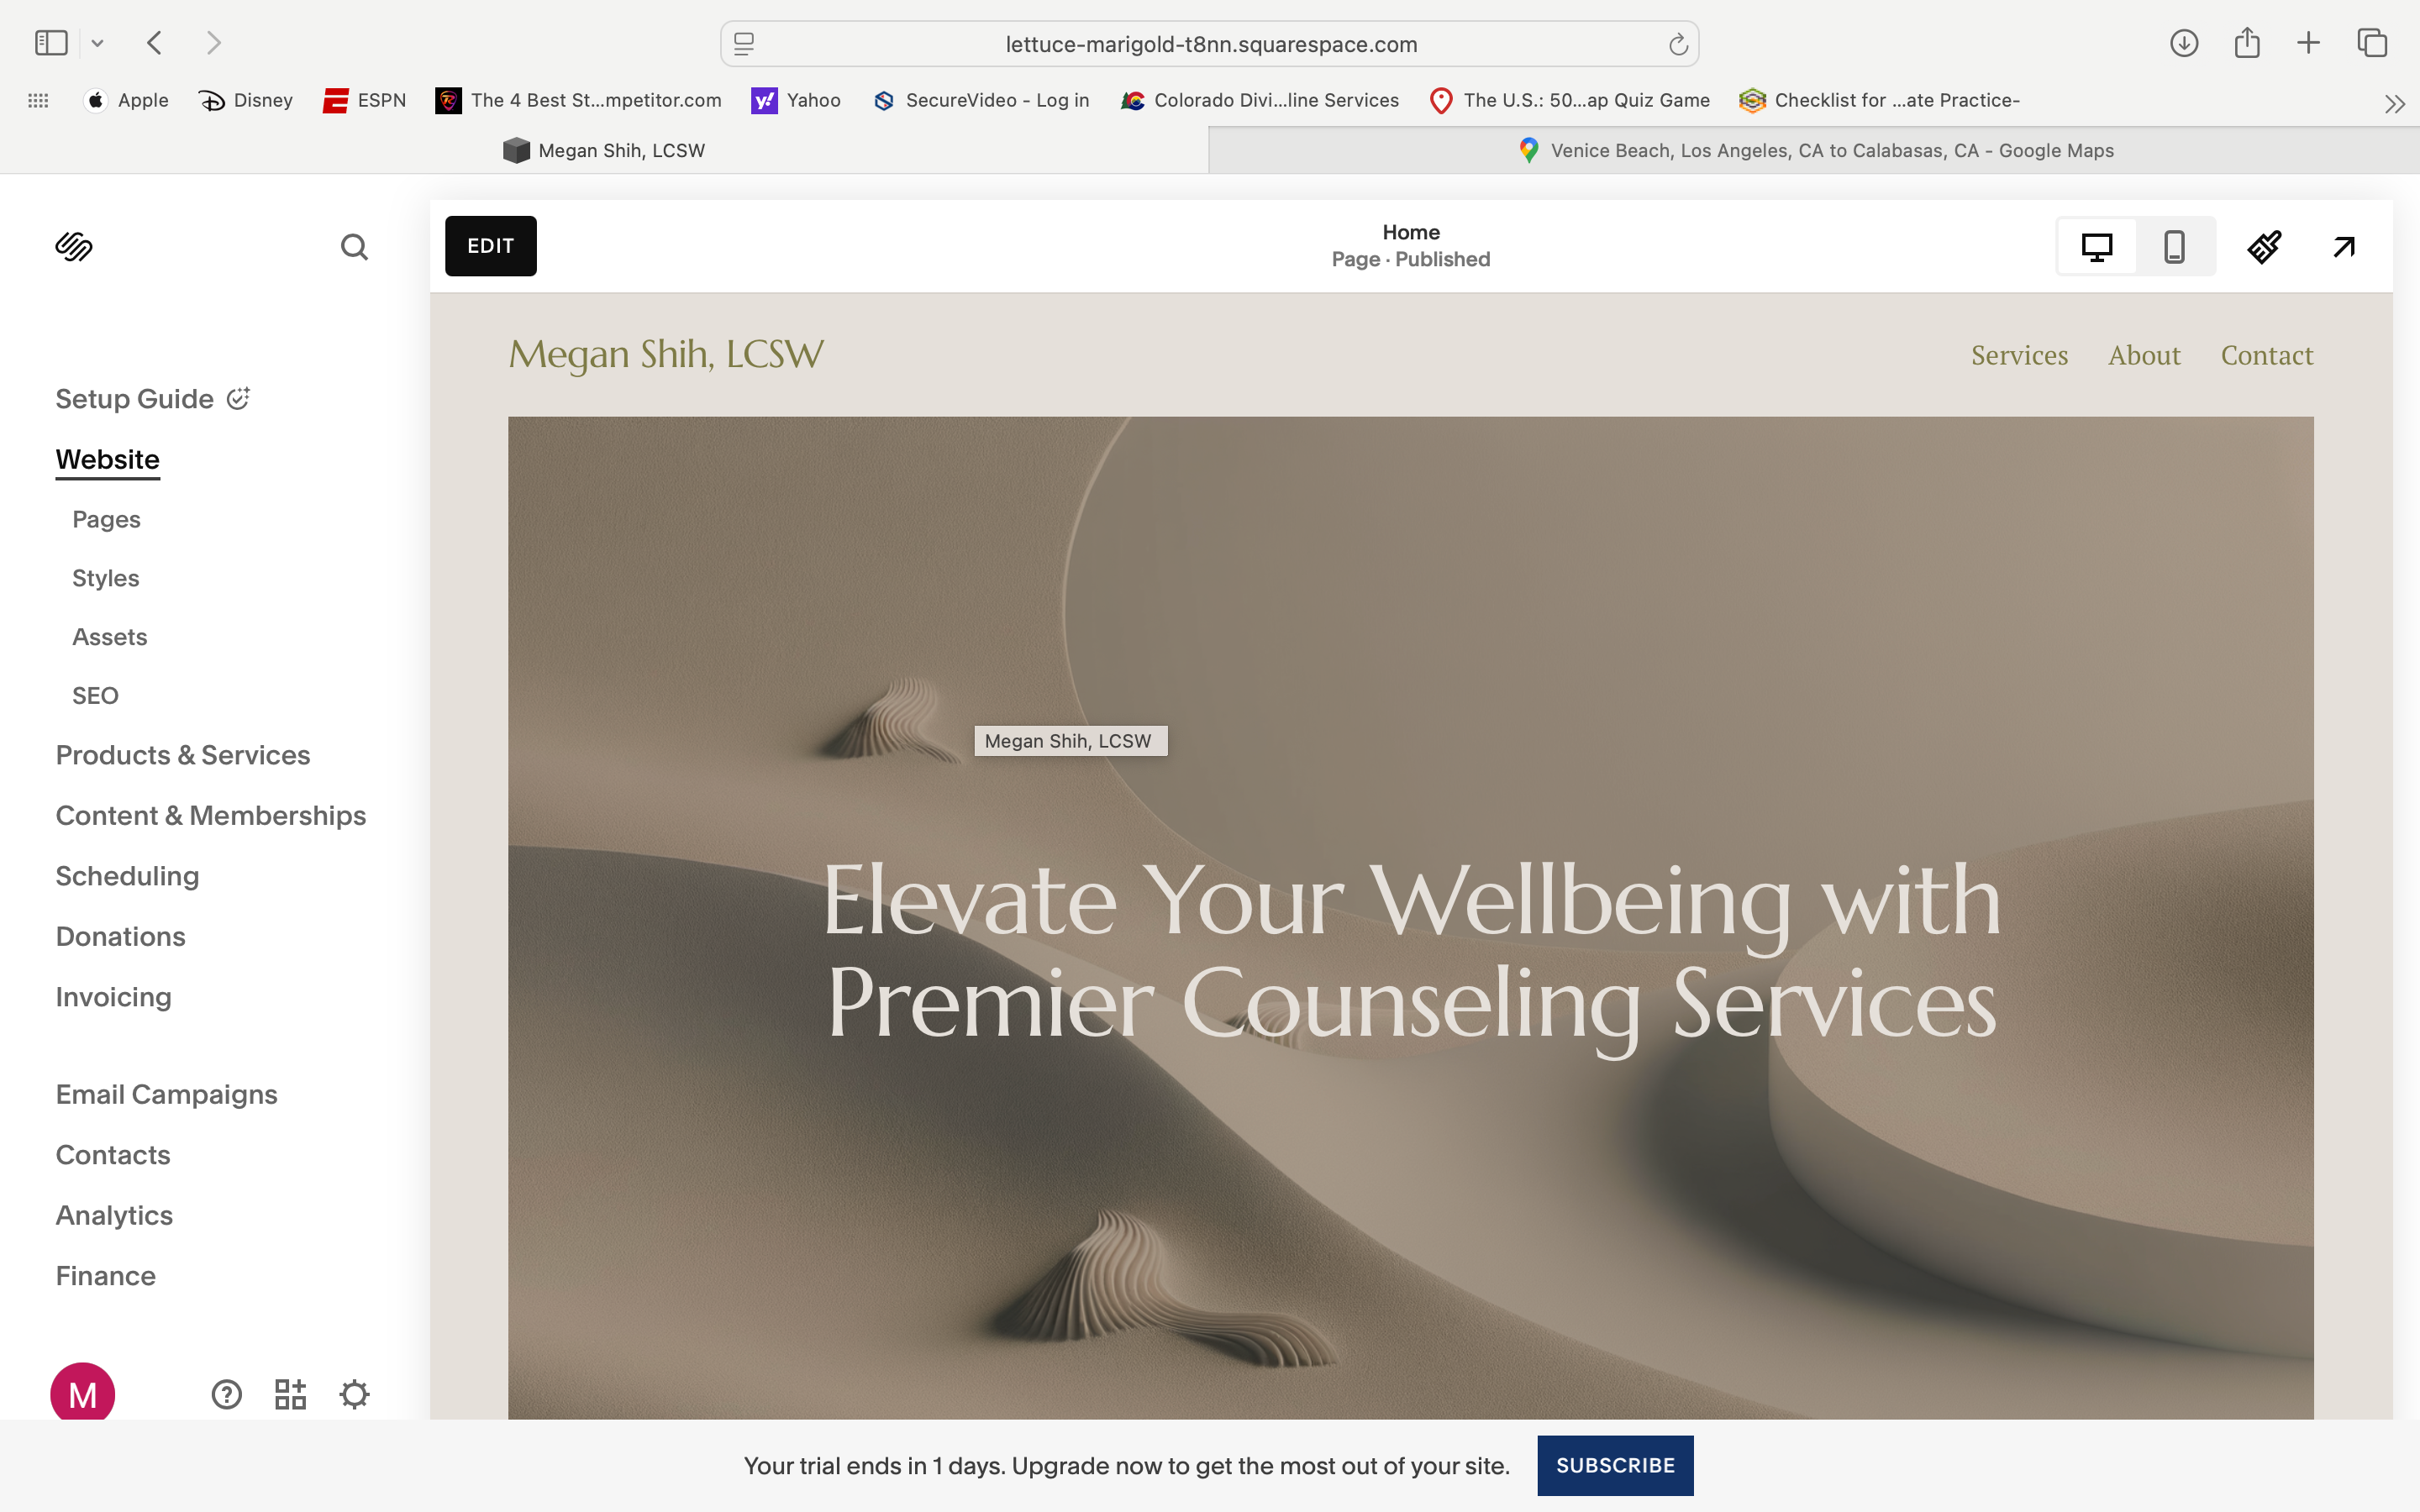 lettuce-marigold-t8nn.squarespace.com
Apple Disney ESPN The 4 Best St...mpetitor.com Yahoo SecureVideo - Log in Colorado Divi...line Services The U.S.: 50...ap Quiz Game Checklist for ...ate Practice-
Megan Shih, LCSW
Venice Beach, Los Angeles, CA to Calabasas, CA - Google Maps
Setup Guide
Website
Pages
Styles
Assets
SEO
Products & Services
Content & Memberships
Scheduling
Donations
Invoicing
Email Campaigns
Contacts
Analytics
Finance
M
EDIT
Home
Page · Published
Megan Shih, LCSW
Services About Contact
Megan Shih, LCSW
Elevate Your Wellbeing with
Premier Counseling Services
Your trial ends in 1 days. Upgrade now to get the most out of your site.
SUBSCRIBE